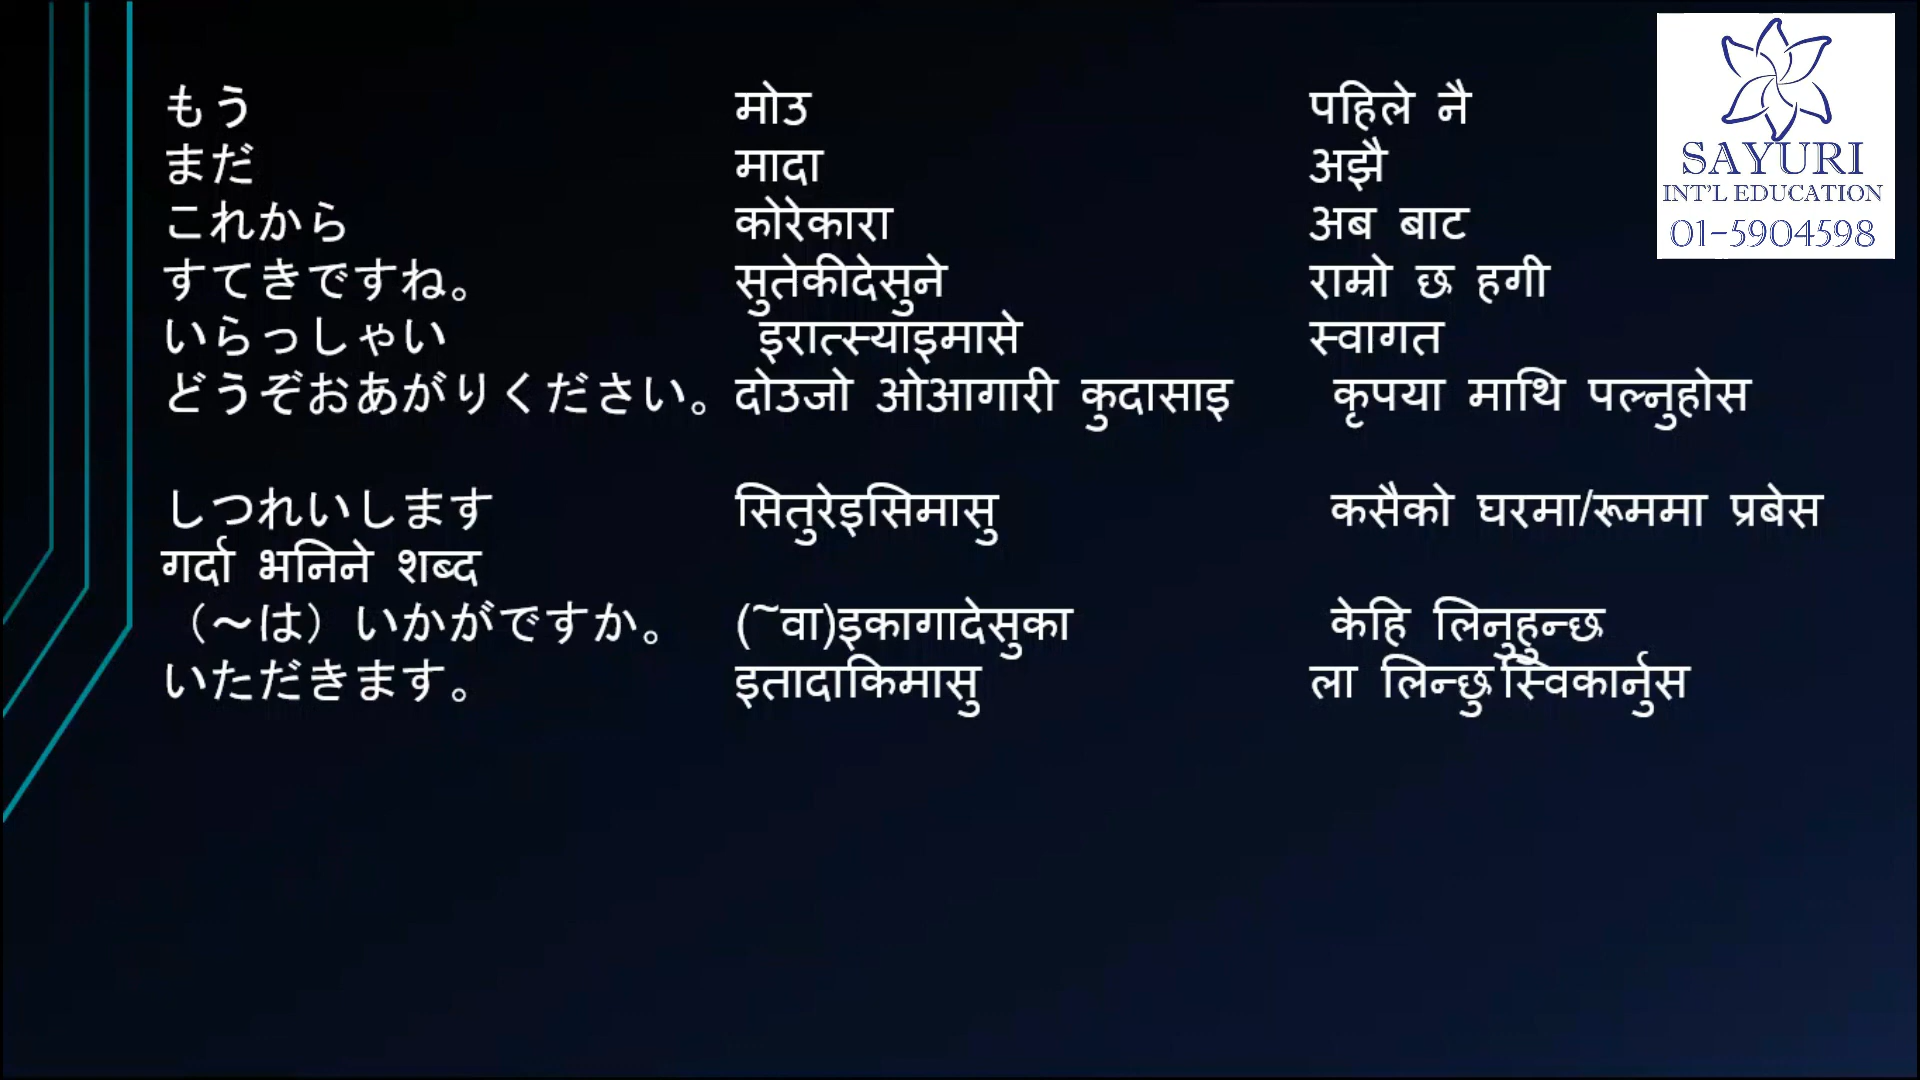 もう मोउ पहिले नै
まだ मादा अझै
これから कोरेकारा अब बाट
すてきですね。 सुतेकीदेसुने राम्रो छ हगी
いらっしゃい इरात्स्याइमासे स्वागत
どうぞおあがりください。 दोउजो ओआगारी कुदासाइ कृपया माथि पल्नुहोस
しつれいします सितुरेइसिमासु कसैको घरमा/रूममा प्रबेस
गर्दा भनिने शब्द
（～は）いかがですか。 (~वा)इकागादेसुका केहि लिनुहुन्छ
いただきます。 इतादाकिमासु ला लिन्छु स्विकार्नुस
SAYURI
INT'L EDUCATION
01-5904598